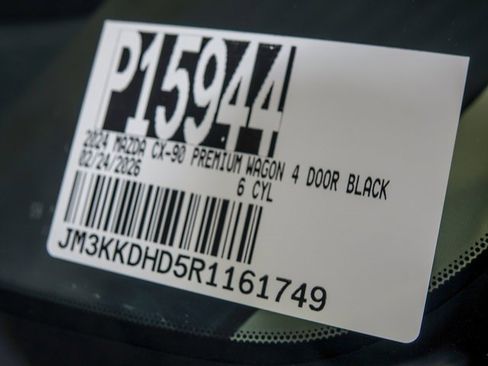 P15944
2024 MAZDA CX-90 PREMIUM WAGON 4 DOOR BLACK
02/24/2026 6 CYL
JM3KKDHD5R1161749